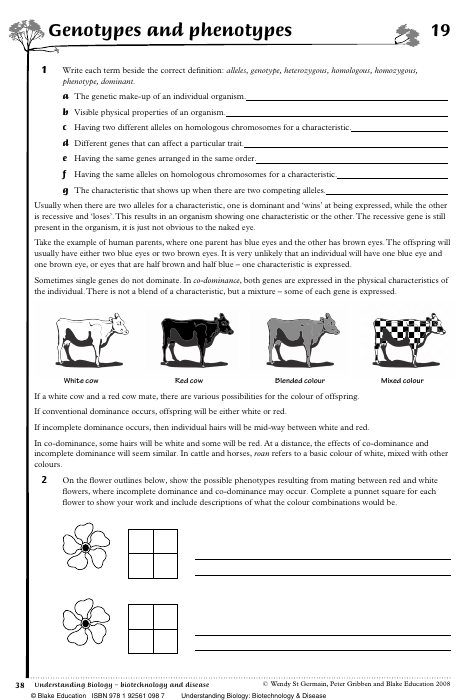 Genotypes and phenotypes
19
1 Write each term beside the correct definition: alleles, genotype, heterozygous, homologous, homozygous,
phenotype, dominant.
a The genetic make-up of an individual organism.
b Visible physical properties of an organism.
c Having two different alleles on homologous chromosomes for a characteristic.
d Different genes that can affect a particular trait.
e Having the same genes arranged in the same order.
f Having the same alleles on homologous chromosomes for a characteristic.
g The characteristic that shows up when there are two competing alleles.
Usually when there are two alleles for a characteristic, one is dominant and ‘wins’ at being expressed, while the other
is recessive and ‘loses’. This results in an organism showing one characteristic or the other. The recessive gene is still
present in the organism, it is just not obvious to the naked eye.
Take the example of human parents, where one parent has blue eyes and the other has brown eyes. The offspring will
usually have either two blue eyes or two brown eyes. It is very unlikely that an individual will have one blue eye and
one brown eye, or eyes that are half brown and half blue – one characteristic is expressed.
Sometimes single genes do not dominate. In co-dominance, both genes are expressed in the physical characteristics of
the individual. There is not a blend of a characteristic, but a mixture – some of each gene is expressed.
White cow
Red cow
Blended colour
Mixed colour
If a white cow and a red cow mate, there are various possibilities for the colour of offspring.
If conventional dominance occurs, offspring will be either white or red.
If incomplete dominance occurs, then individual hairs will be mid-way between white and red.
In co-dominance, some hairs will be white and some will be red. At a distance, the effects of co-dominance and
incomplete dominance will seem similar. In cattle and horses, roan refers to a basic colour of white, mixed with other
colours.
2 On the flower outlines below, show the possible phenotypes resulting from mating between red and white
flowers, where incomplete dominance and co-dominance may occur. Complete a punnet square for each
flower to show your work and include descriptions of what the colour combinations would be.
38 Understanding Biology – biotechnology and disease
© Wendy St Germain, Peter Gribben and Blake Education 2008
© Blake Education ISBN 978 1 92561 098 7 Understanding Biology: Biotechnology & Disease